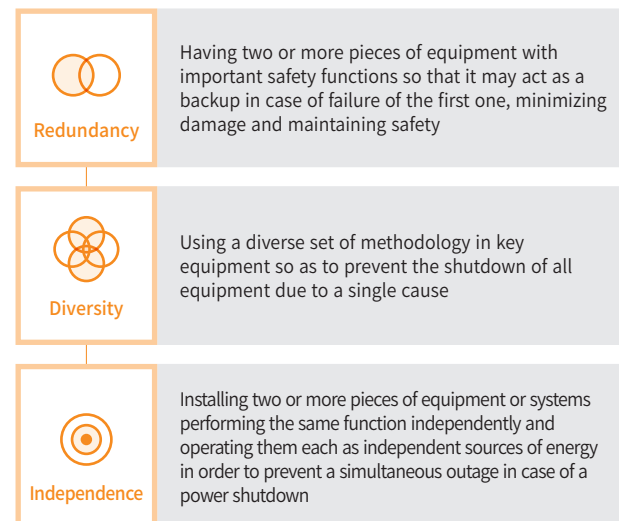 Redundancy
Having two or more pieces of equipment with
important safety functions so that it may act as a
backup in case of failure of the first one, minimizing
damage and maintaining safety
Diversity
Using a diverse set of methodology in key
equipment so as to prevent the shutdown of all
equipment due to a single cause
Independence
Installing two or more pieces of equipment or systems
performing the same function independently and
operating them each as independent sources of energy
in order to prevent a simultaneous outage in case of a
power shutdown